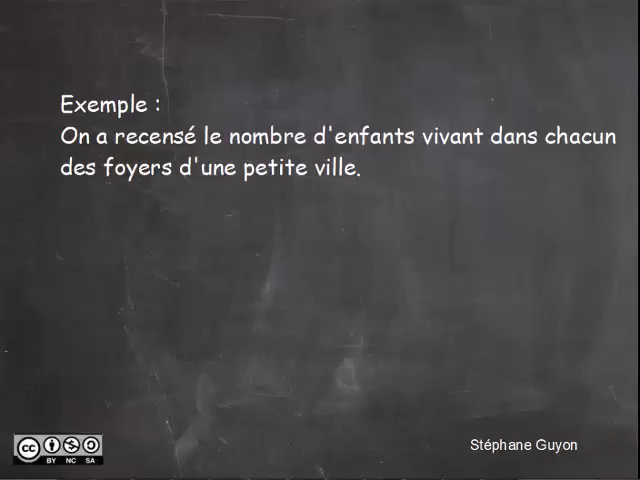 Exemple :
On a recensé le nombre d'enfants vivant dans chacun
des foyers d'une petite ville.
Stéphane Guyon
cc
BY NC SA